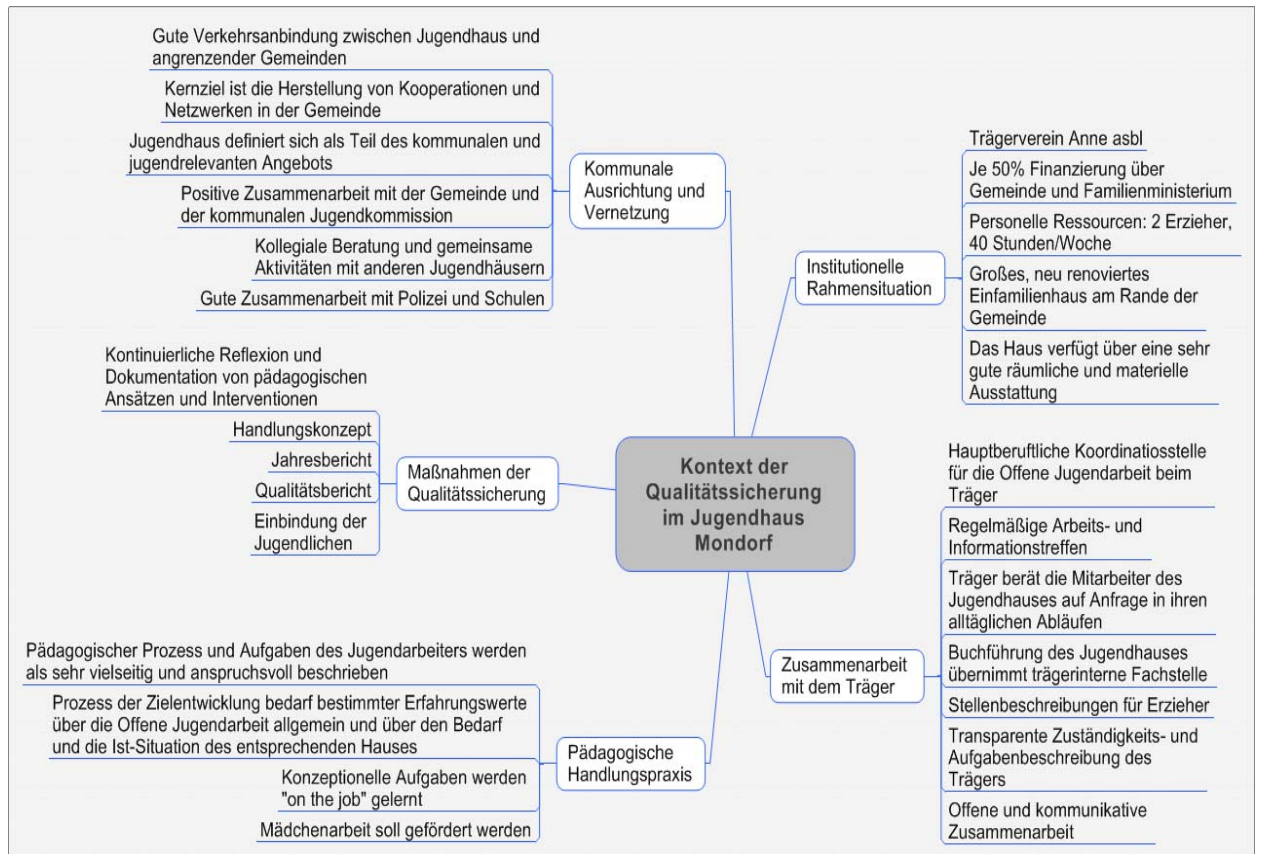 Gute Verkehrsanbindung zwischen Jugendhaus und
angrenzender Gemeinden
Kernziel ist die Herstellung von Kooperationen und
Netzwerken in der Gemeinde
Jugendhaus definiert sich als Teil des kommunalen und
jugendrelevanten Angebots
Positive Zusammenarbeit mit der Gemeinde und
der kommunalen Jugendkommission
Kollegiale Beratung und gemeinsame
Aktivitäten mit anderen Jugendhäusern
Gute Zusammenarbeit mit Polizei und Schulen
Kommunale
Ausrichtung und
Vernetzung
Kontinuierliche Reflexion und
Dokumentation von pädagogischen
Ansätzen und Interventionen
Handlungskonzept
Jahresbericht
Qualitätsbericht
Einbindung der
Jugendlichen
Maßnahmen der
Qualitätssicherung
Pädagogischer Prozess und Aufgaben des Jugendarbeiters werden
als sehr vielseitig und anspruchsvoll beschrieben
Prozess der Zielentwicklung bedarf bestimmter Erfahrungswerte
über die Offene Jugendarbeit allgemein und über den Bedarf
und die Ist-Situation des entsprechenden Hauses
Konzeptionelle Aufgaben werden
"on the job" gelernt
Mädchenarbeit soll gefördert werden
Pädagogische
Handlungspraxis
Kontext der
Qualitätssicherung
im Jugendhaus
Mondorf
Institutionelle
Rahmensituation
Trägerverein Anne asbl
Je 50% Finanzierung über
Gemeinde und Familienministerium
Personelle Ressourcen: 2 Erzieher,
40 Stunden/Woche
Großes, neu renoviertes
Einfamilienhaus am Rande der
Gemeinde
Das Haus verfügt über eine sehr
gute räumliche und materielle
Ausstattung
Zusammenarbeit
mit dem Träger
Hauptberufliche Koordinatiosstelle
für die Offene Jugendarbeit beim
Träger
Regelmäßige Arbeits- und
Informationstreffen
Träger berät die Mitarbeiter des
Jugendhauses auf Anfrage in ihren
alltäglichen Abläufen
Buchführung des Jugendhauses
übernimmt trägerinterne Fachstelle
Stellenbeschreibungen für Erzieher
Transparente Zuständigkeits- und
Aufgabenbeschreibung des
Trägers
Offene und kommunikative
Zusammenarbeit